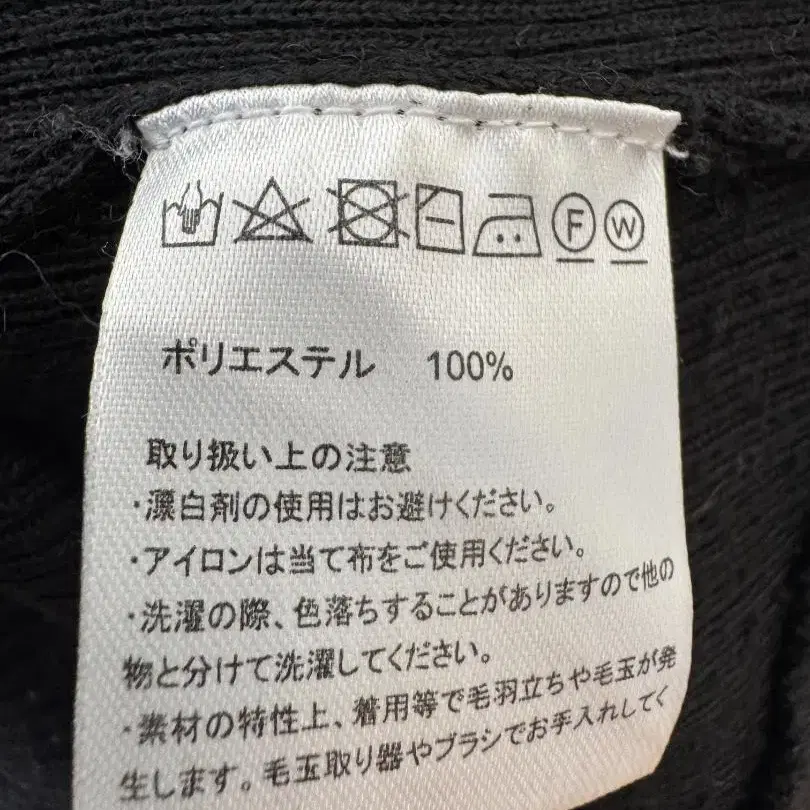 F W
ポリエステル 100%
取り扱い上の注意
・漂白剤の使用はお避けください。
・アイロンは当て布をご使用ください。
・洗濯の際、色落ちすることがありますので他の
物と分けて洗濯してください。
・素材の特性上、着用等で毛羽立ちや毛玉が発
生します。毛玉取り器やブラシでお手入れしてく